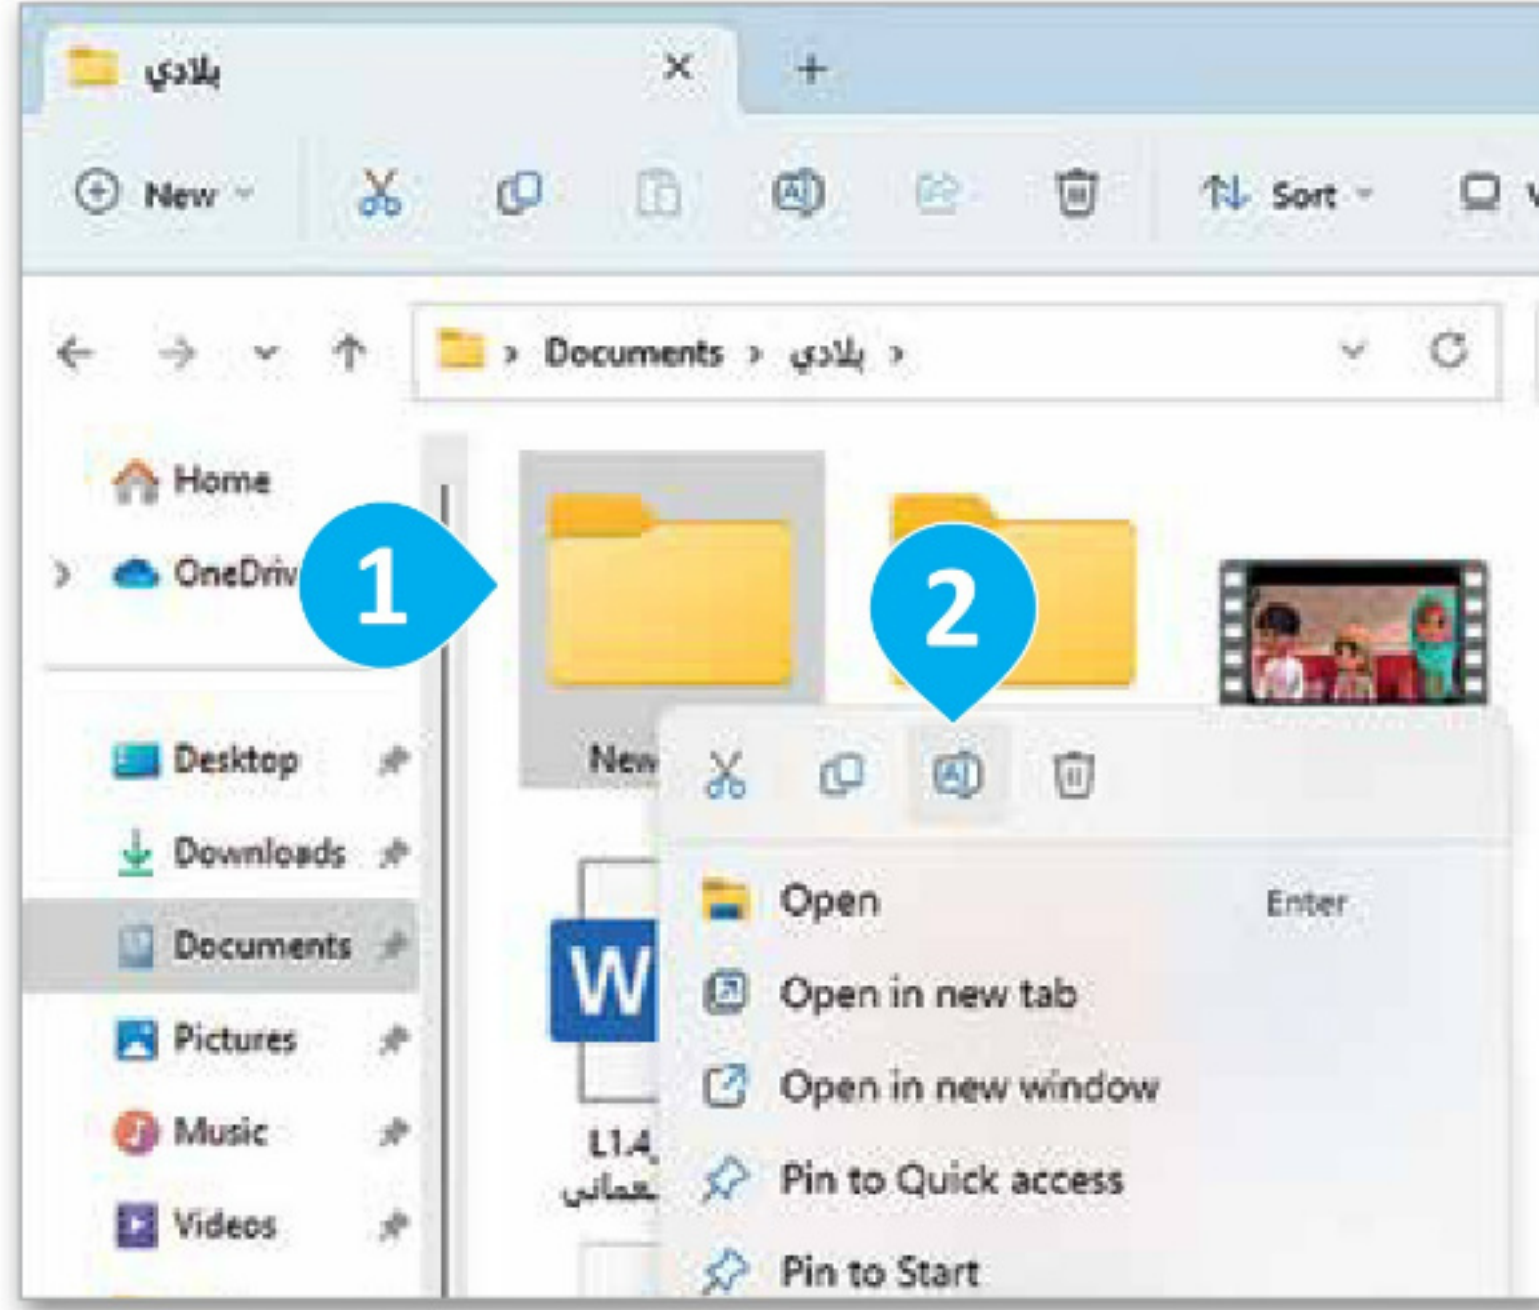 بلادي
New
Sort
Documents > بلادي >
Home
1
2
Desktop
New
Downloads
Open Enter
Documents
W
Open in new tab
Pictures
Open in new window
Music
L1.4
Pin to Quick access
Videos
Pin to Start